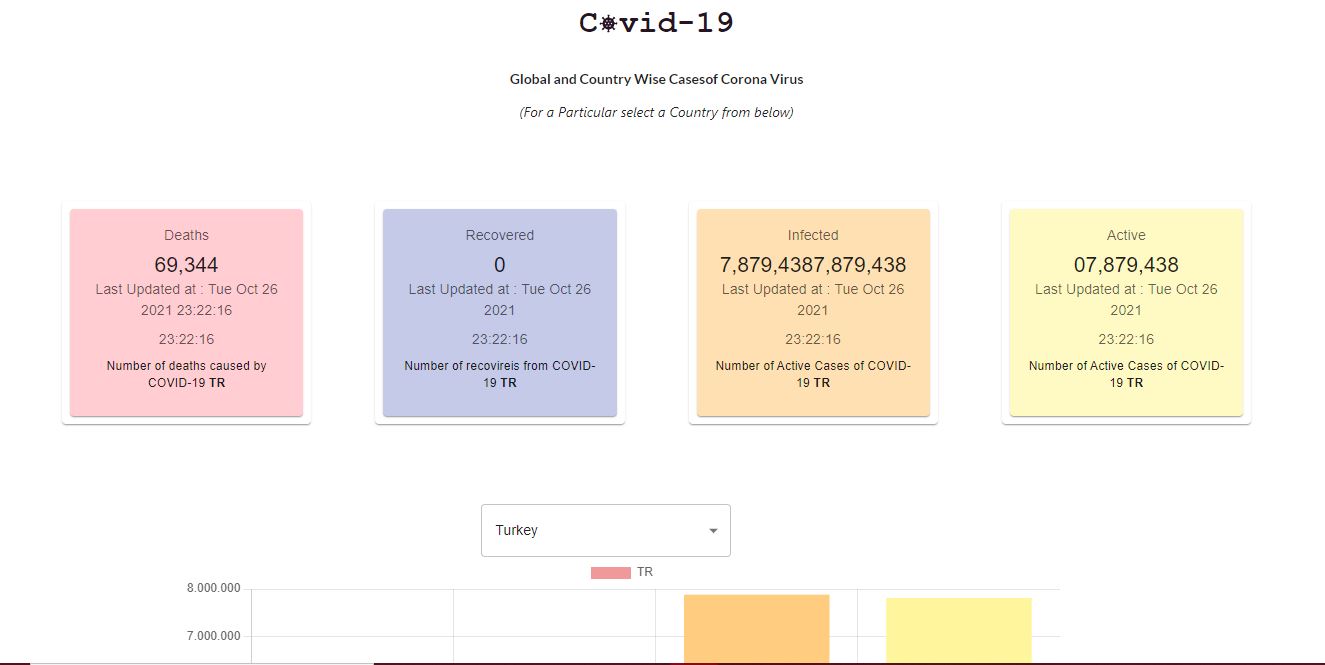 Covid-19
Global and Country Wise Casesof Corona Virus
(For a Particular select a Country from below)
Deaths
69,344
Last Updated at : Tue Oct 26
2021 23:22:16
23:22:16
Number of deaths caused by
COVID-19 TR
Recovered
0
Last Updated at : Tue Oct 26
2021
23:22:16
Number of recovireis from COVID-
19 TR
Infected
7,879,4387,879,438
Last Updated at : Tue Oct 26
2021
23:22:16
Number of Active Cases of COVID-
19 TR
Active
07,879,438
Last Updated at : Tue Oct 26
2021
23:22:16
Number of Active Cases of COVID-
19 TR
Turkey
TR
8.000.000
7.000.000